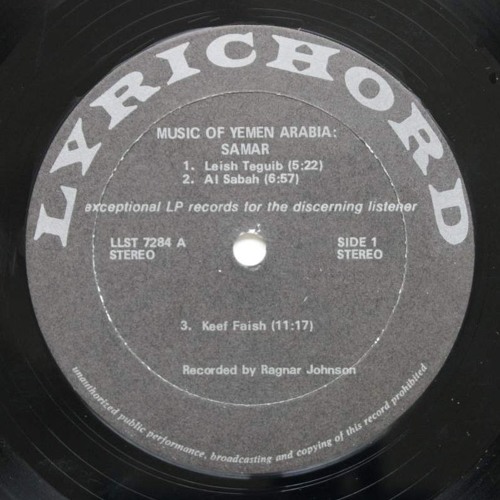 LYRICHORD
MUSIC OF YEMEN ARABIA:
SAMAR
1. Leish Teguib (5:22)
2. Al Sabah (6:57)
exceptional LP records for the discerning listener
LLST 7284 A
STEREO
SIDE 1
STEREO
3. Keef Faish (11:17)
Recorded by Ragnar Johnson
unauthorized public performance, broadcasting and copying of this record prohibited